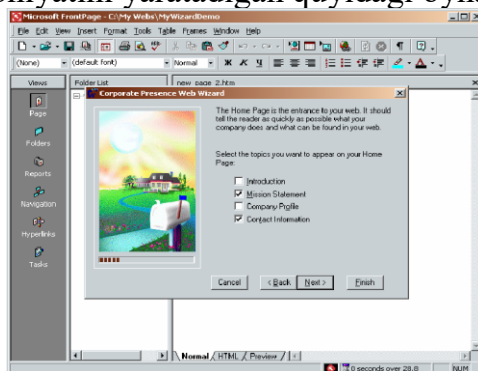 yaratadigan quyidagi
Microsoft FrontPage - C:\My Webs\MyWizardDemo
File Edit View Insert Format Tools Table Frames Window Help
(None) (default font) Normal Ж К Ч
Views Folder List new_page_2.htm
Page
Folders
Reports
Navigation
Hyperlinks
Tasks
Corporate Presence Web Wizard
The Home Page is the entrance to your web. It should
tell the reader as quickly as possible what your
company does and what can be found in your web.
Select the topics you want to appear on your Home
Page:
Introduction
Mission Statement
Company Profile
Contact Information
Cancel < Back Next > Finish
Normal / HTML / Preview
8 seconds over 28.8 NUM